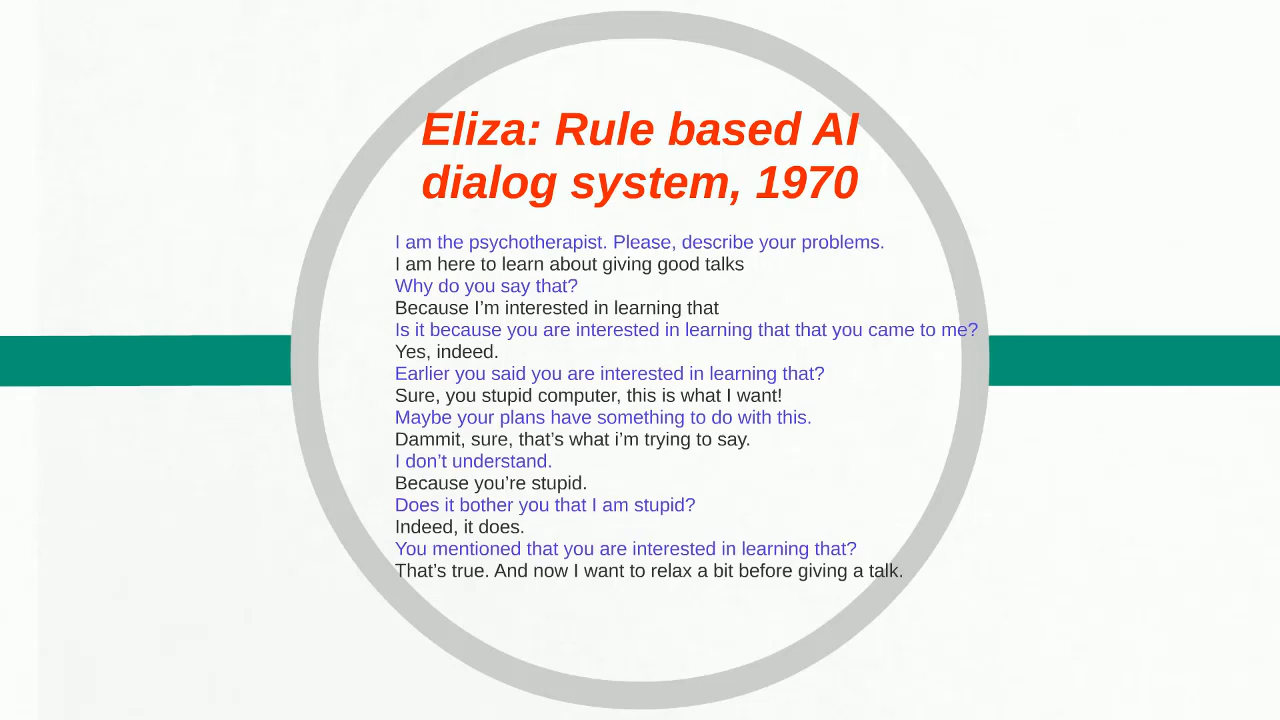 Eliza: Rule based AI
dialog system, 1970
I am the psychotherapist. Please, describe your problems.
I am here to learn about giving good talks
Why do you say that?
Because I’m interested in learning that
Is it because you are interested in learning that that you came to me?
Yes, indeed.
Earlier you said you are interested in learning that?
Sure, you stupid computer, this is what I want!
Maybe your plans have something to do with this.
Dammit, sure, that’s what i’m trying to say.
I don’t understand.
Because you’re stupid.
Does it bother you that I am stupid?
Indeed, it does.
You mentioned that you are interested in learning that?
That’s true. And now I want to relax a bit before giving a talk.